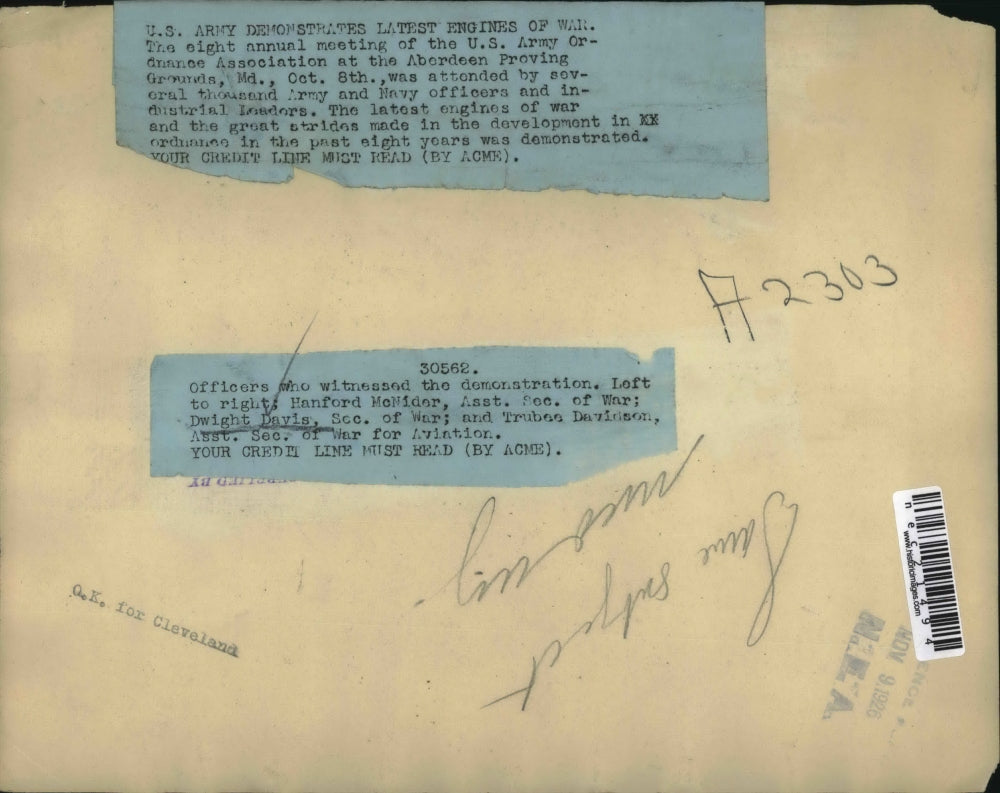 U.S. ARMY DEMONSTRATES LATEST ENGINES OF WAR.
The eight annual meeting of the U.S. Army Or-
dnance Association at the Aberdeen Proving
Grounds, Md., Oct. 8th.,was attended by sev-
eral thousand Army and Navy officers and in-
dustrial Leaders. The latest engines of war
and the great strides made in the development in XX
ordnance in the past eight years was demonstrated.
YOUR CREDIT LINE MUST READ (BY ACME).
A 2303
30562.
Officers who witnessed the demonstration. Left
to right; Hanford McNider, Asst. Sec. of War;
Dwight Davis, Sec. of War; and Trubee Davidson,
Asst. Sec. of War for Aviation.
YOUR CREDIT LINE MUST READ (BY ACME).
Same subject
O.K. for Cleveland
www.historicimages.com
nec21494
NOV 9 1926
N.E.A.